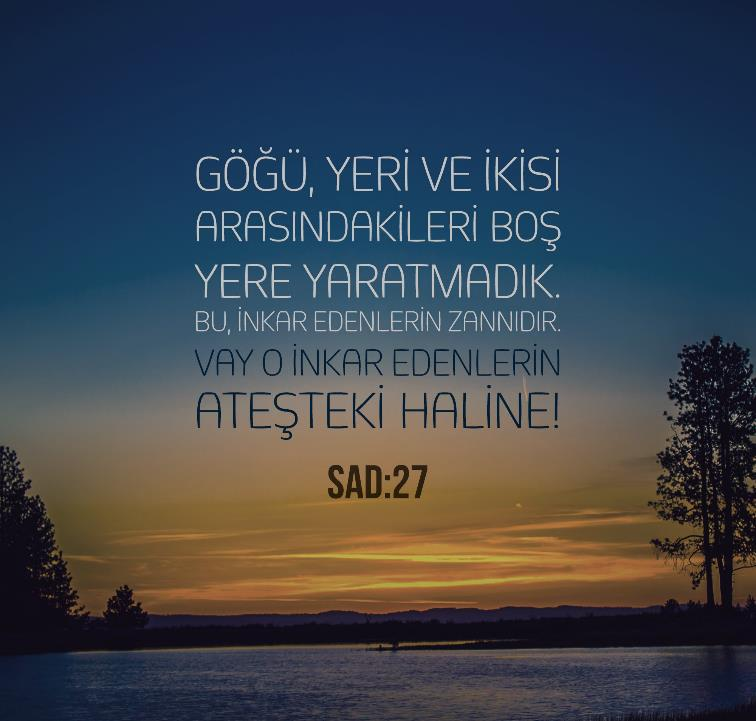 GÖĞÜ, YERİ VE İKİSİ
ARASINDAKİLERİ BOŞ
YERE YARATMADIK.
BU, İNKAR EDENLERİN ZANNIDIR.
VAY O İNKAR EDENLERİN
ATEŞTEKİ HALİNE!
SAD:27